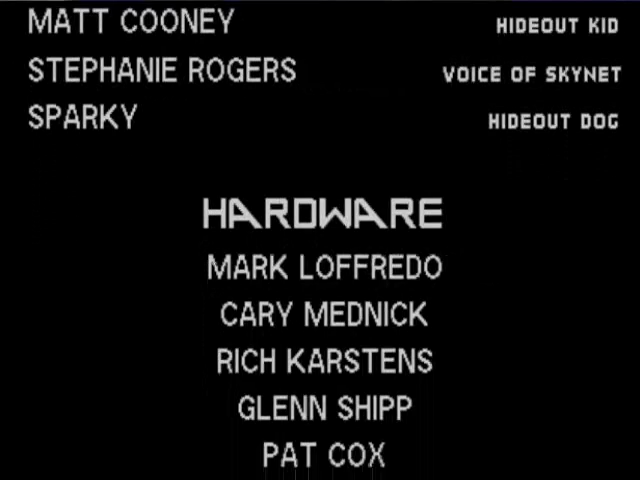 MATT COONEY HIDEOUT KID
STEPHANIE ROGERS VOICE OF SKYNET
SPARKY HIDEOUT DOG
HARDWARE
MARK LOFFREDO
CARY MEDNICK
RICH KARSTENS
GLENN SHIPP
PAT COX